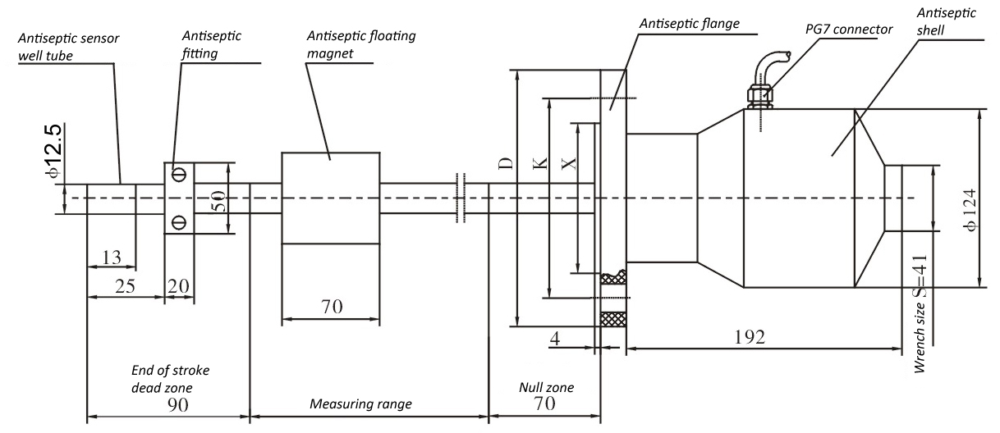 Antiseptic
shell
Antiseptic flange
PG7 connector
Antiseptic sensor
well tube
Antiseptic
fitting
Antiseptic floating
magnet
ϕ12.5
50
D
K
X
ϕ124
13
25
20
70
4
192
Wrench size S=41
End of stroke
dead zone
90
Measuring range
Null zone
70